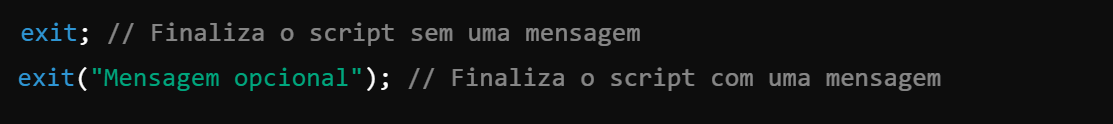 exit; // Finaliza o script sem uma mensagem
exit("Mensagem opcional"); // Finaliza o script com uma mensagem